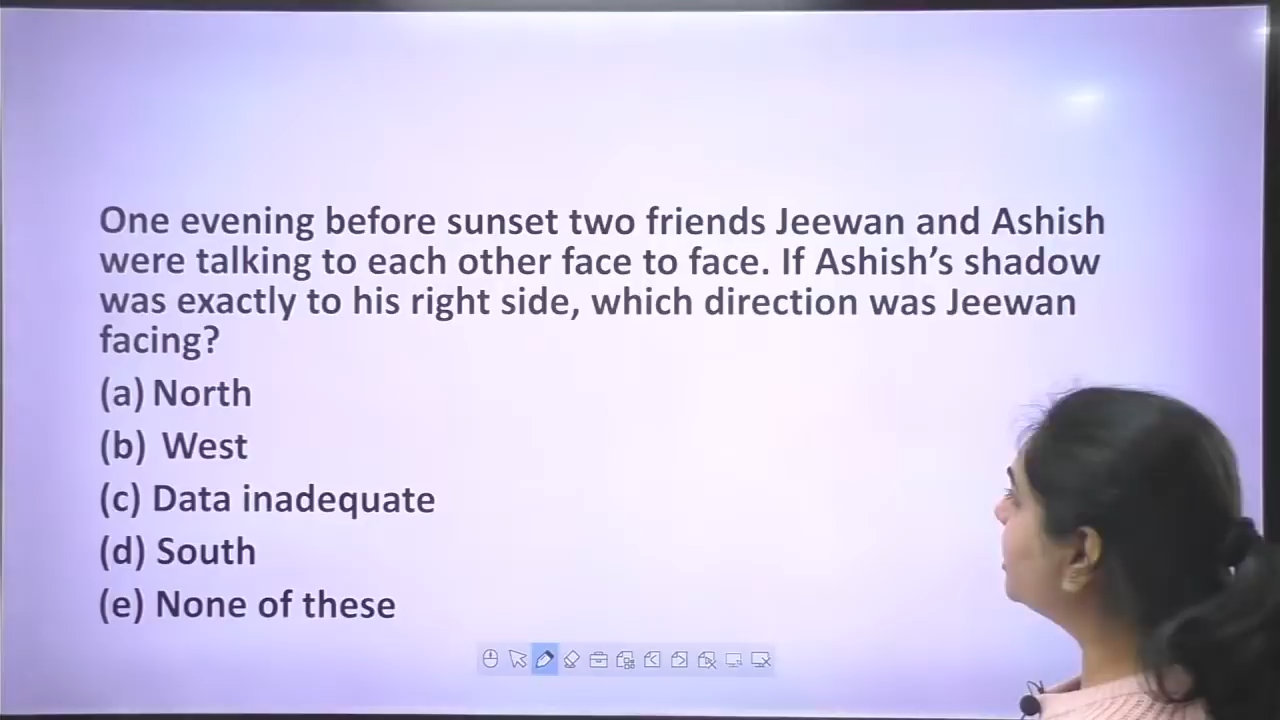 One evening before sunset two friends Jeewan and Ashish
were talking to each other face to face. If Ashish’s shadow
was exactly to his right side, which direction was Jeewan
facing?
(a) North
(b) West
(c) Data inadequate
(d) South
(e) None of these